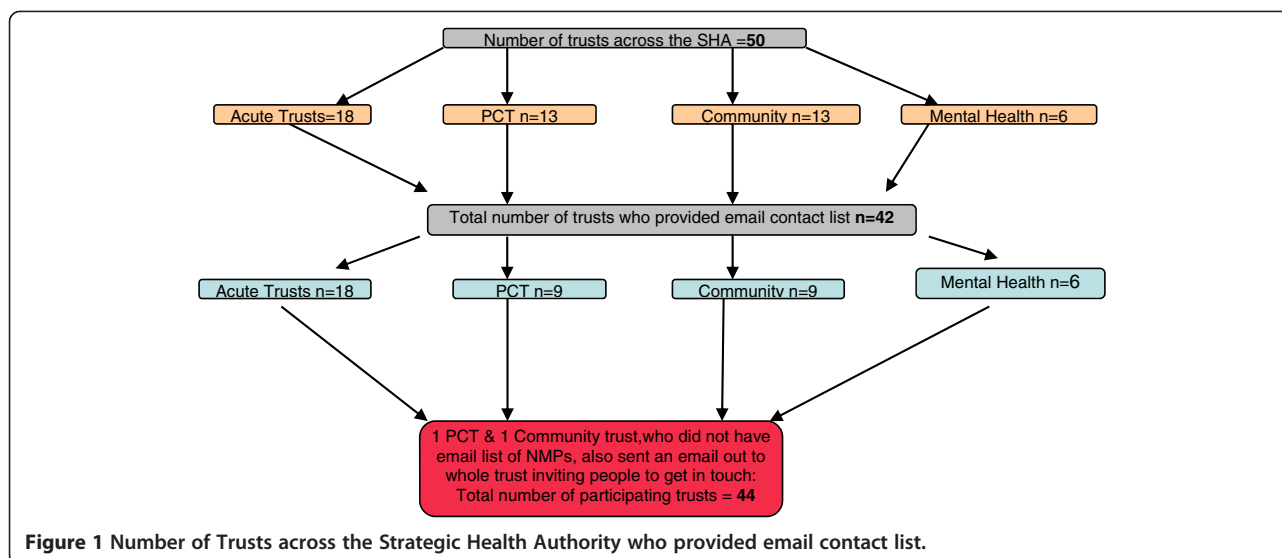 Number of trusts across the SHA =50
Acute Trusts=18
PCT n=13
Community n=13
Mental Health n=6
Total number of trusts who provided email contact list n=42
Acute Trusts n=18
PCT n=9
Community n=9
Mental Health n=6
1 PCT & 1 Community trust,who did not have
email list of NMPs, also sent an email out to
whole trust inviting people to get in touch:
Total number of participating trusts = 44
Figure 1 Number of Trusts across the Strategic Health Authority who provided email contact list.